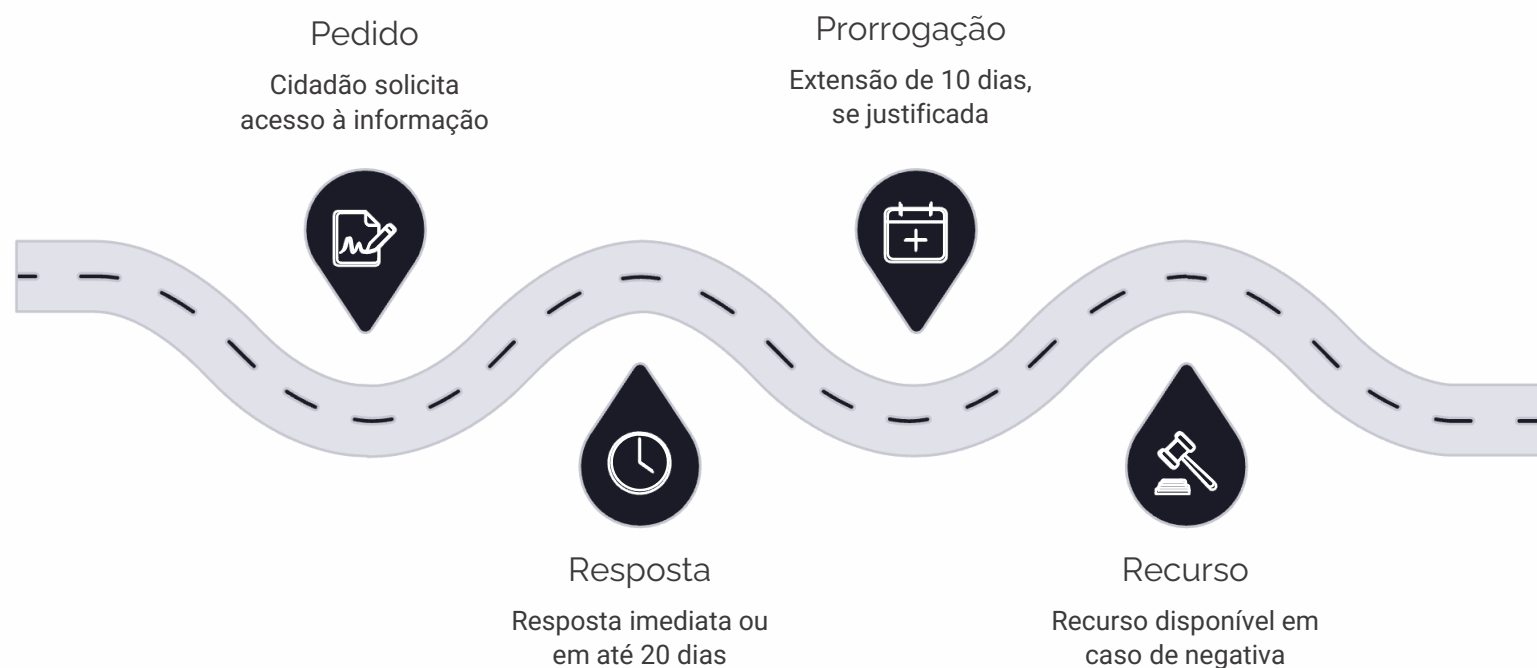 Pedido
Cidadão solicita
acesso à informação
Prorrogação
Extensão de 10 dias,
se justificada
Resposta
Resposta imediata ou
em até 20 dias
Recurso
Recurso disponível em
caso de negativa